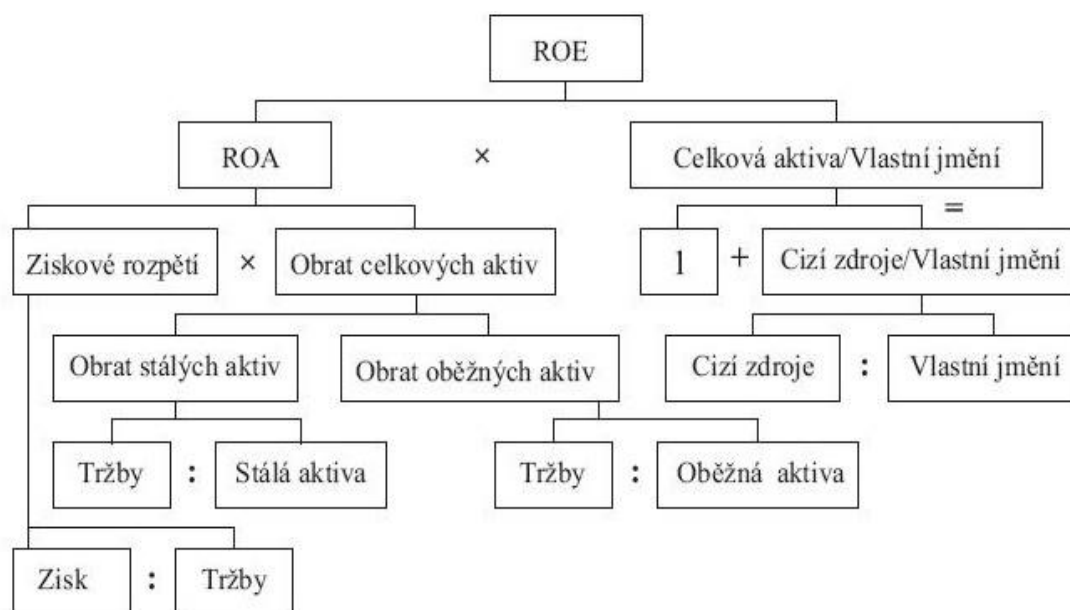 ROE
ROA × Celková aktiva/Vlastní jmění
=
Ziskové rozpětí × Obrat celkových aktiv 1 + Cizí zdroje/Vlastní jmění
Obrat stálých aktiv Obrat oběžných aktiv Cizí zdroje : Vlastní jmění
Tržby : Stálá aktiva Tržby : Oběžná aktiva
Zisk : Tržby